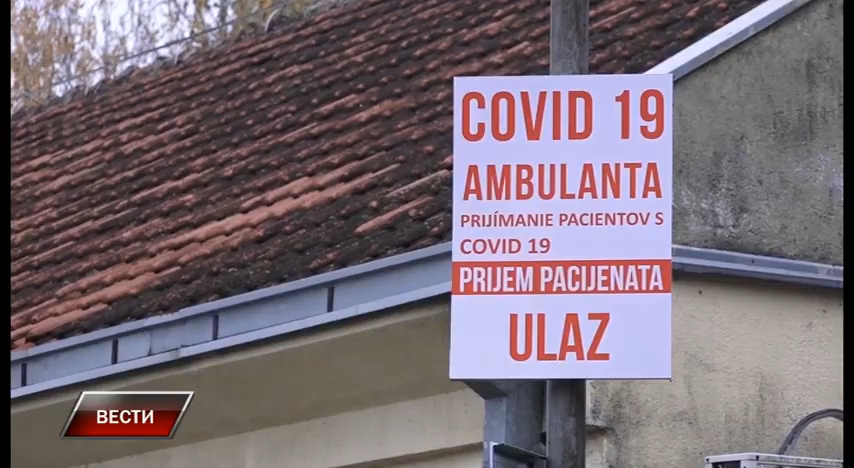 COVID 19
AMBULANTA
PRIJÍMANIE PACIENTOV S
COVID 19
PRIJEM PACIJENATA
ULAZ
ВЕСТИ